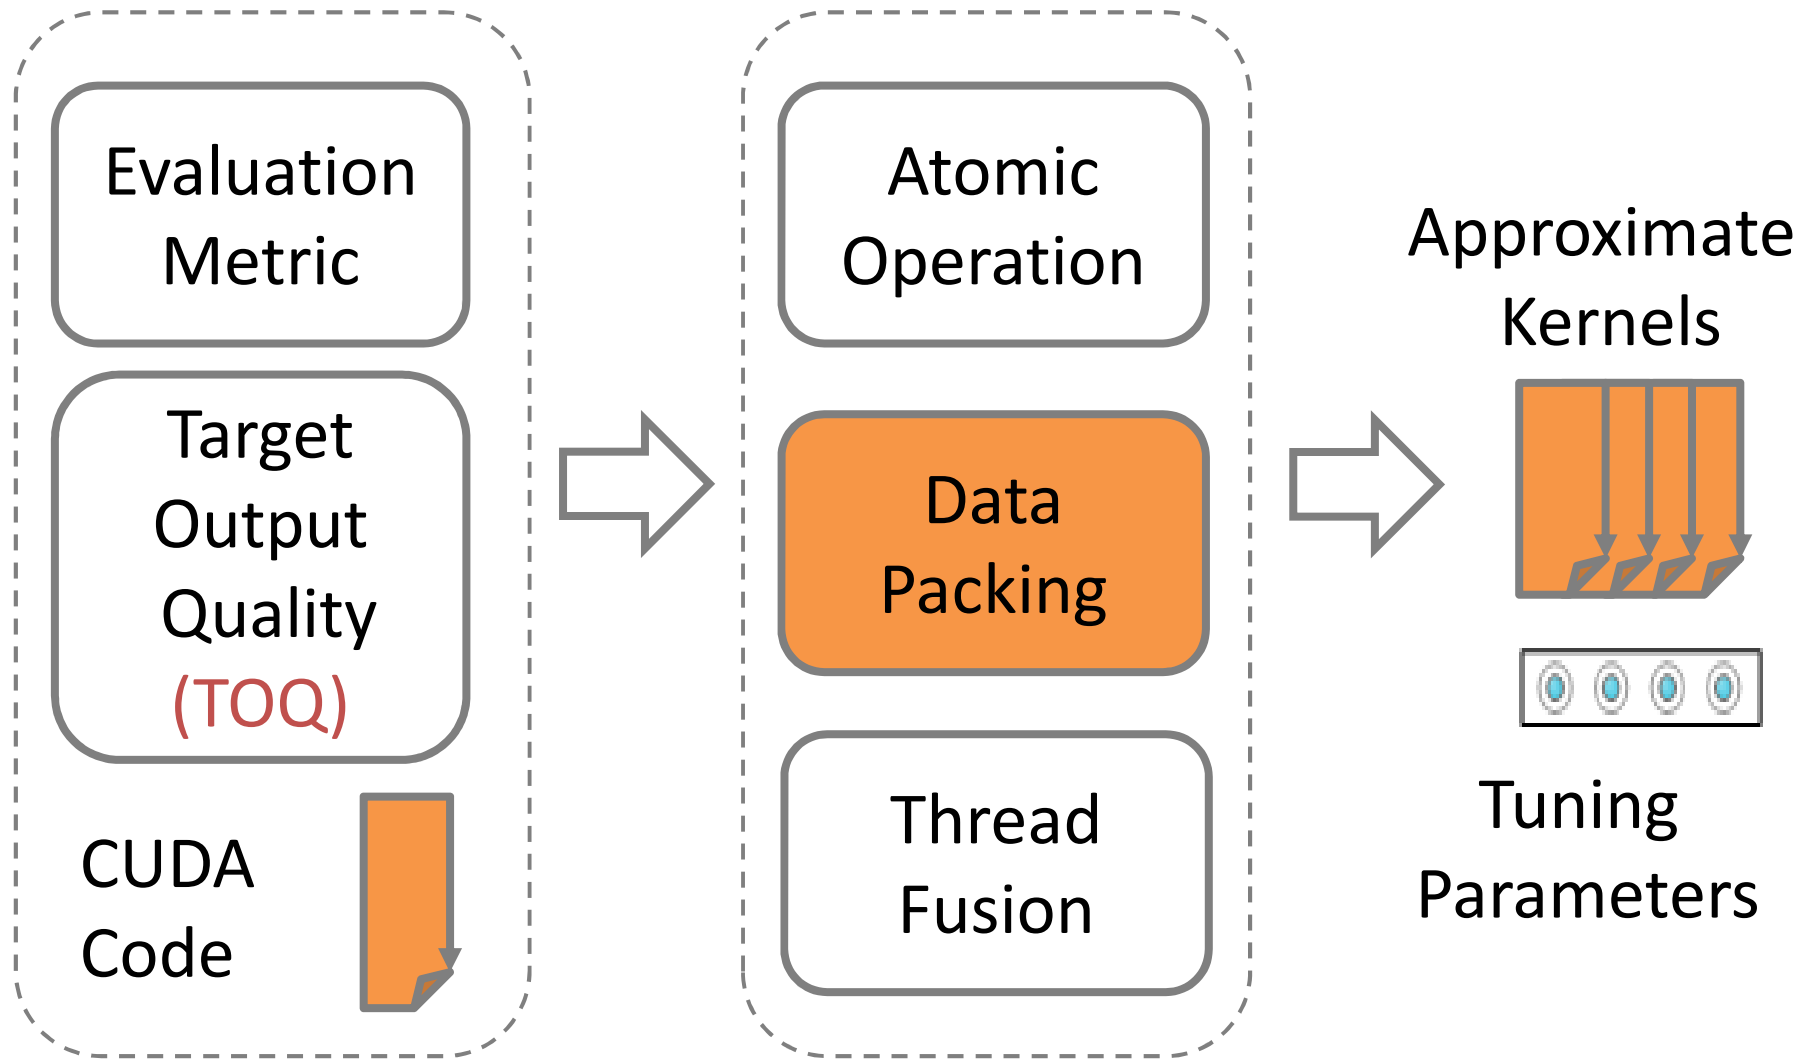 Evaluation
Metric
Target
Output
Quality
(TOQ)
CUDA
Code
Atomic
Operation
Data
Packing
Thread
Fusion
Approximate
Kernels
Tuning
Parameters